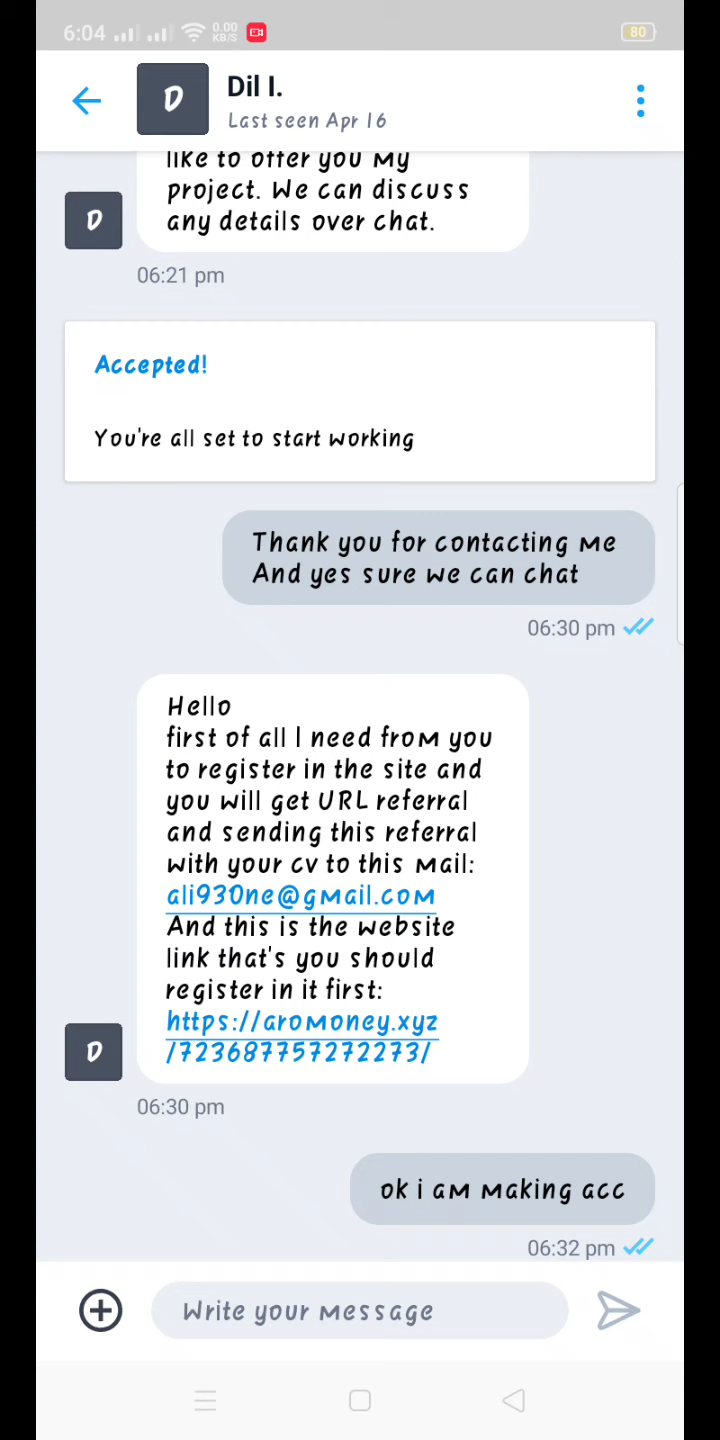 6:04
0.00
KB/S
80
D
Dil I.
Last seen Apr 16
like to offer you My
project. We can discuss
any details over chat.
D
06:21 pm
Accepted!
You're all set to start working
Thank you for contacting Me
And yes sure we can chat
06:30 pm
Hello
first of all I need from you
to register in the site and
you will get URL referral
and sending this referral
with your cv to this Mail:
ali930ne@gmail.com
And this is the website
link that's you should
register in it first:
https://aromoney.xyz
/723687757272273/
D
06:30 pm
ok i am making acc
06:32 pm
Write your message